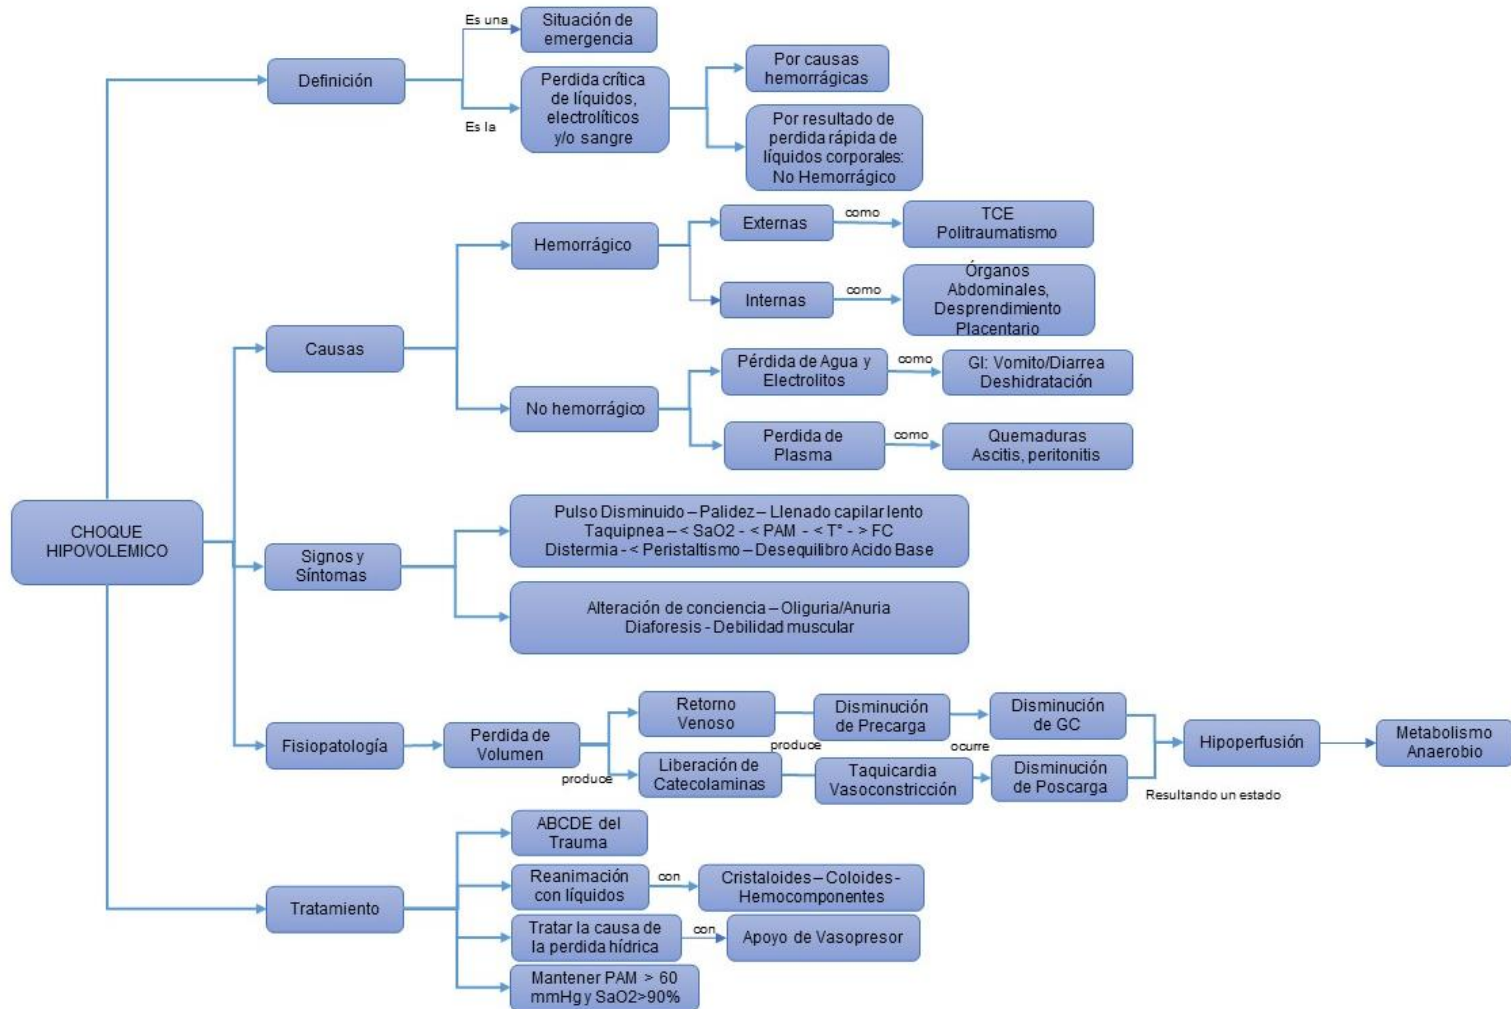 CHOQUE
HIPOVOLEMICO
Definición
Es una
Situación de
emergencia
Es la
Perdida crítica
de líquidos,
electrolíticos
y/o sangre
Por causas
hemorrágicas
Por resultado de
perdida rápida de
líquidos corporales:
No Hemorrágico
Causas
Hemorrágico
Externas
como
TCE
Politraumatismo
Internas
como
Órganos
Abdominales,
Desprendimiento
Placentario
No hemorrágico
Pérdida de Agua y
Electrolitos
como
GI: Vomito/Diarrea
Deshidratación
Perdida de
Plasma
como
Quemaduras
Ascitis, peritonitis
Signos y
Síntomas
Pulso Disminuido – Palidez – Llenado capilar lento
Taquipnea – < SaO2 - < PAM - < T° - > FC
Distermia - < Peristaltismo – Desequilibro Acido Base
Alteración de conciencia – Oliguria/Anuria
Diaforesis - Debilidad muscular
Fisiopatología
Perdida de
Volumen
produce
Retorno
Venoso
Disminución
de Precarga
Disminución
de GC
Liberación de
Catecolaminas
produce
Taquicardia
Vasoconstricción
ocurre
Disminución
de Poscarga
Resultando un estado
Hipoperfusión
Metabolismo
Anaerobio
Tratamiento
ABCDE del
Trauma
Reanimación
con líquidos
con
Cristaloides – Coloides -
Hemocomponentes
Tratar la causa de
la perdida hídrica
con
Apoyo de Vasopresor
Mantener PAM > 60
mmHg y SaO2>90%